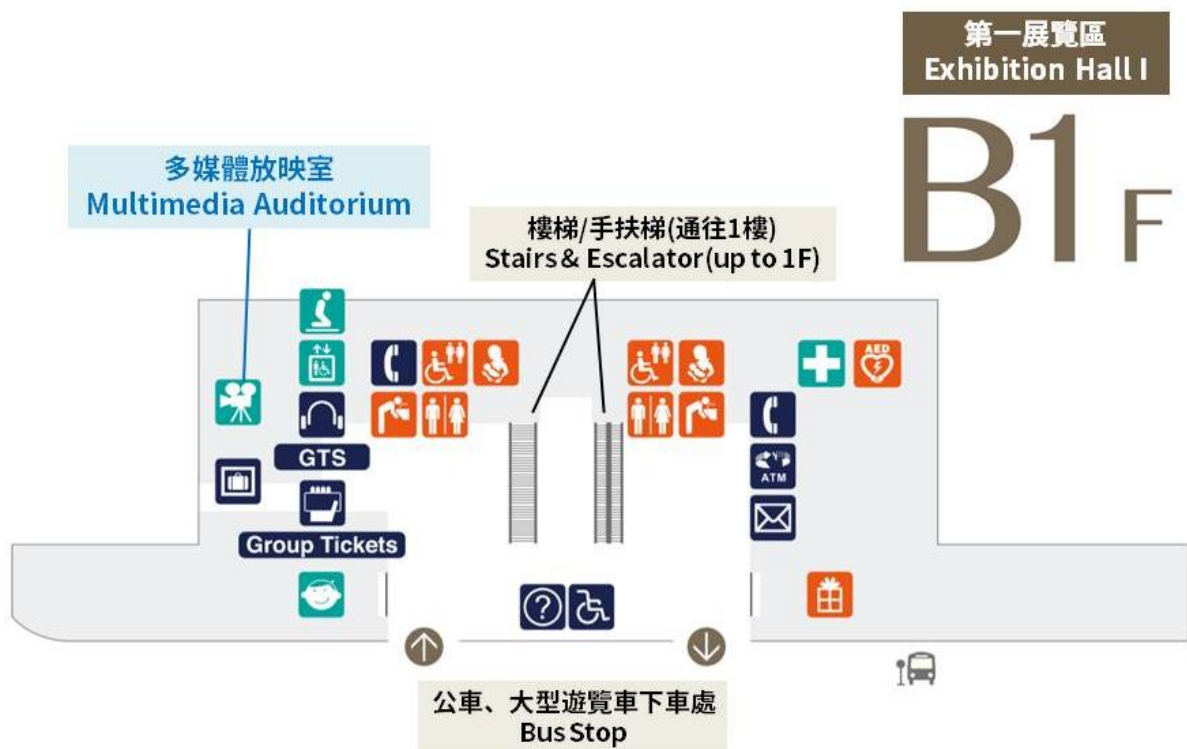 第一展覽區
Exhibition Hall I
B1F
多媒體放映室
Multimedia Auditorium
樓梯/手扶梯(通往1樓)
Stairs & Escalator(up to 1F)
AED
GTS
ATM
Group Tickets
?
公車、大型遊覽車下車處
Bus Stop